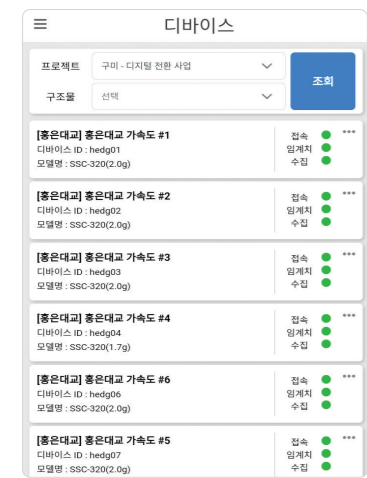 디바이스
프로젝트 구미 - 디지털 전환 사업
조회
구조물 선택
[홍은대교] 홍은대교 가속도 #1
디바이스 ID : hedg01
모델명 : SSC-320(2.0g)
접속
임계치
수집
[홍은대교] 홍은대교 가속도 #2
디바이스 ID : hedg02
모델명 : SSC-320(2.0g)
접속
임계치
수집
[홍은대교] 홍은대교 가속도 #3
디바이스 ID : hedg03
모델명 : SSC-320(2.0g)
접속
임계치
수집
[홍은대교] 홍은대교 가속도 #4
디바이스 ID : hedg04
모델명 : SSC-320(1.7g)
접속
임계치
수집
[홍은대교] 홍은대교 가속도 #6
디바이스 ID : hedg06
모델명 : SSC-320(2.0g)
접속
임계치
수집
[홍은대교] 홍은대교 가속도 #5
디바이스 ID : hedg07
모델명 : SSC-320(2.0g)
접속
임계치
수집